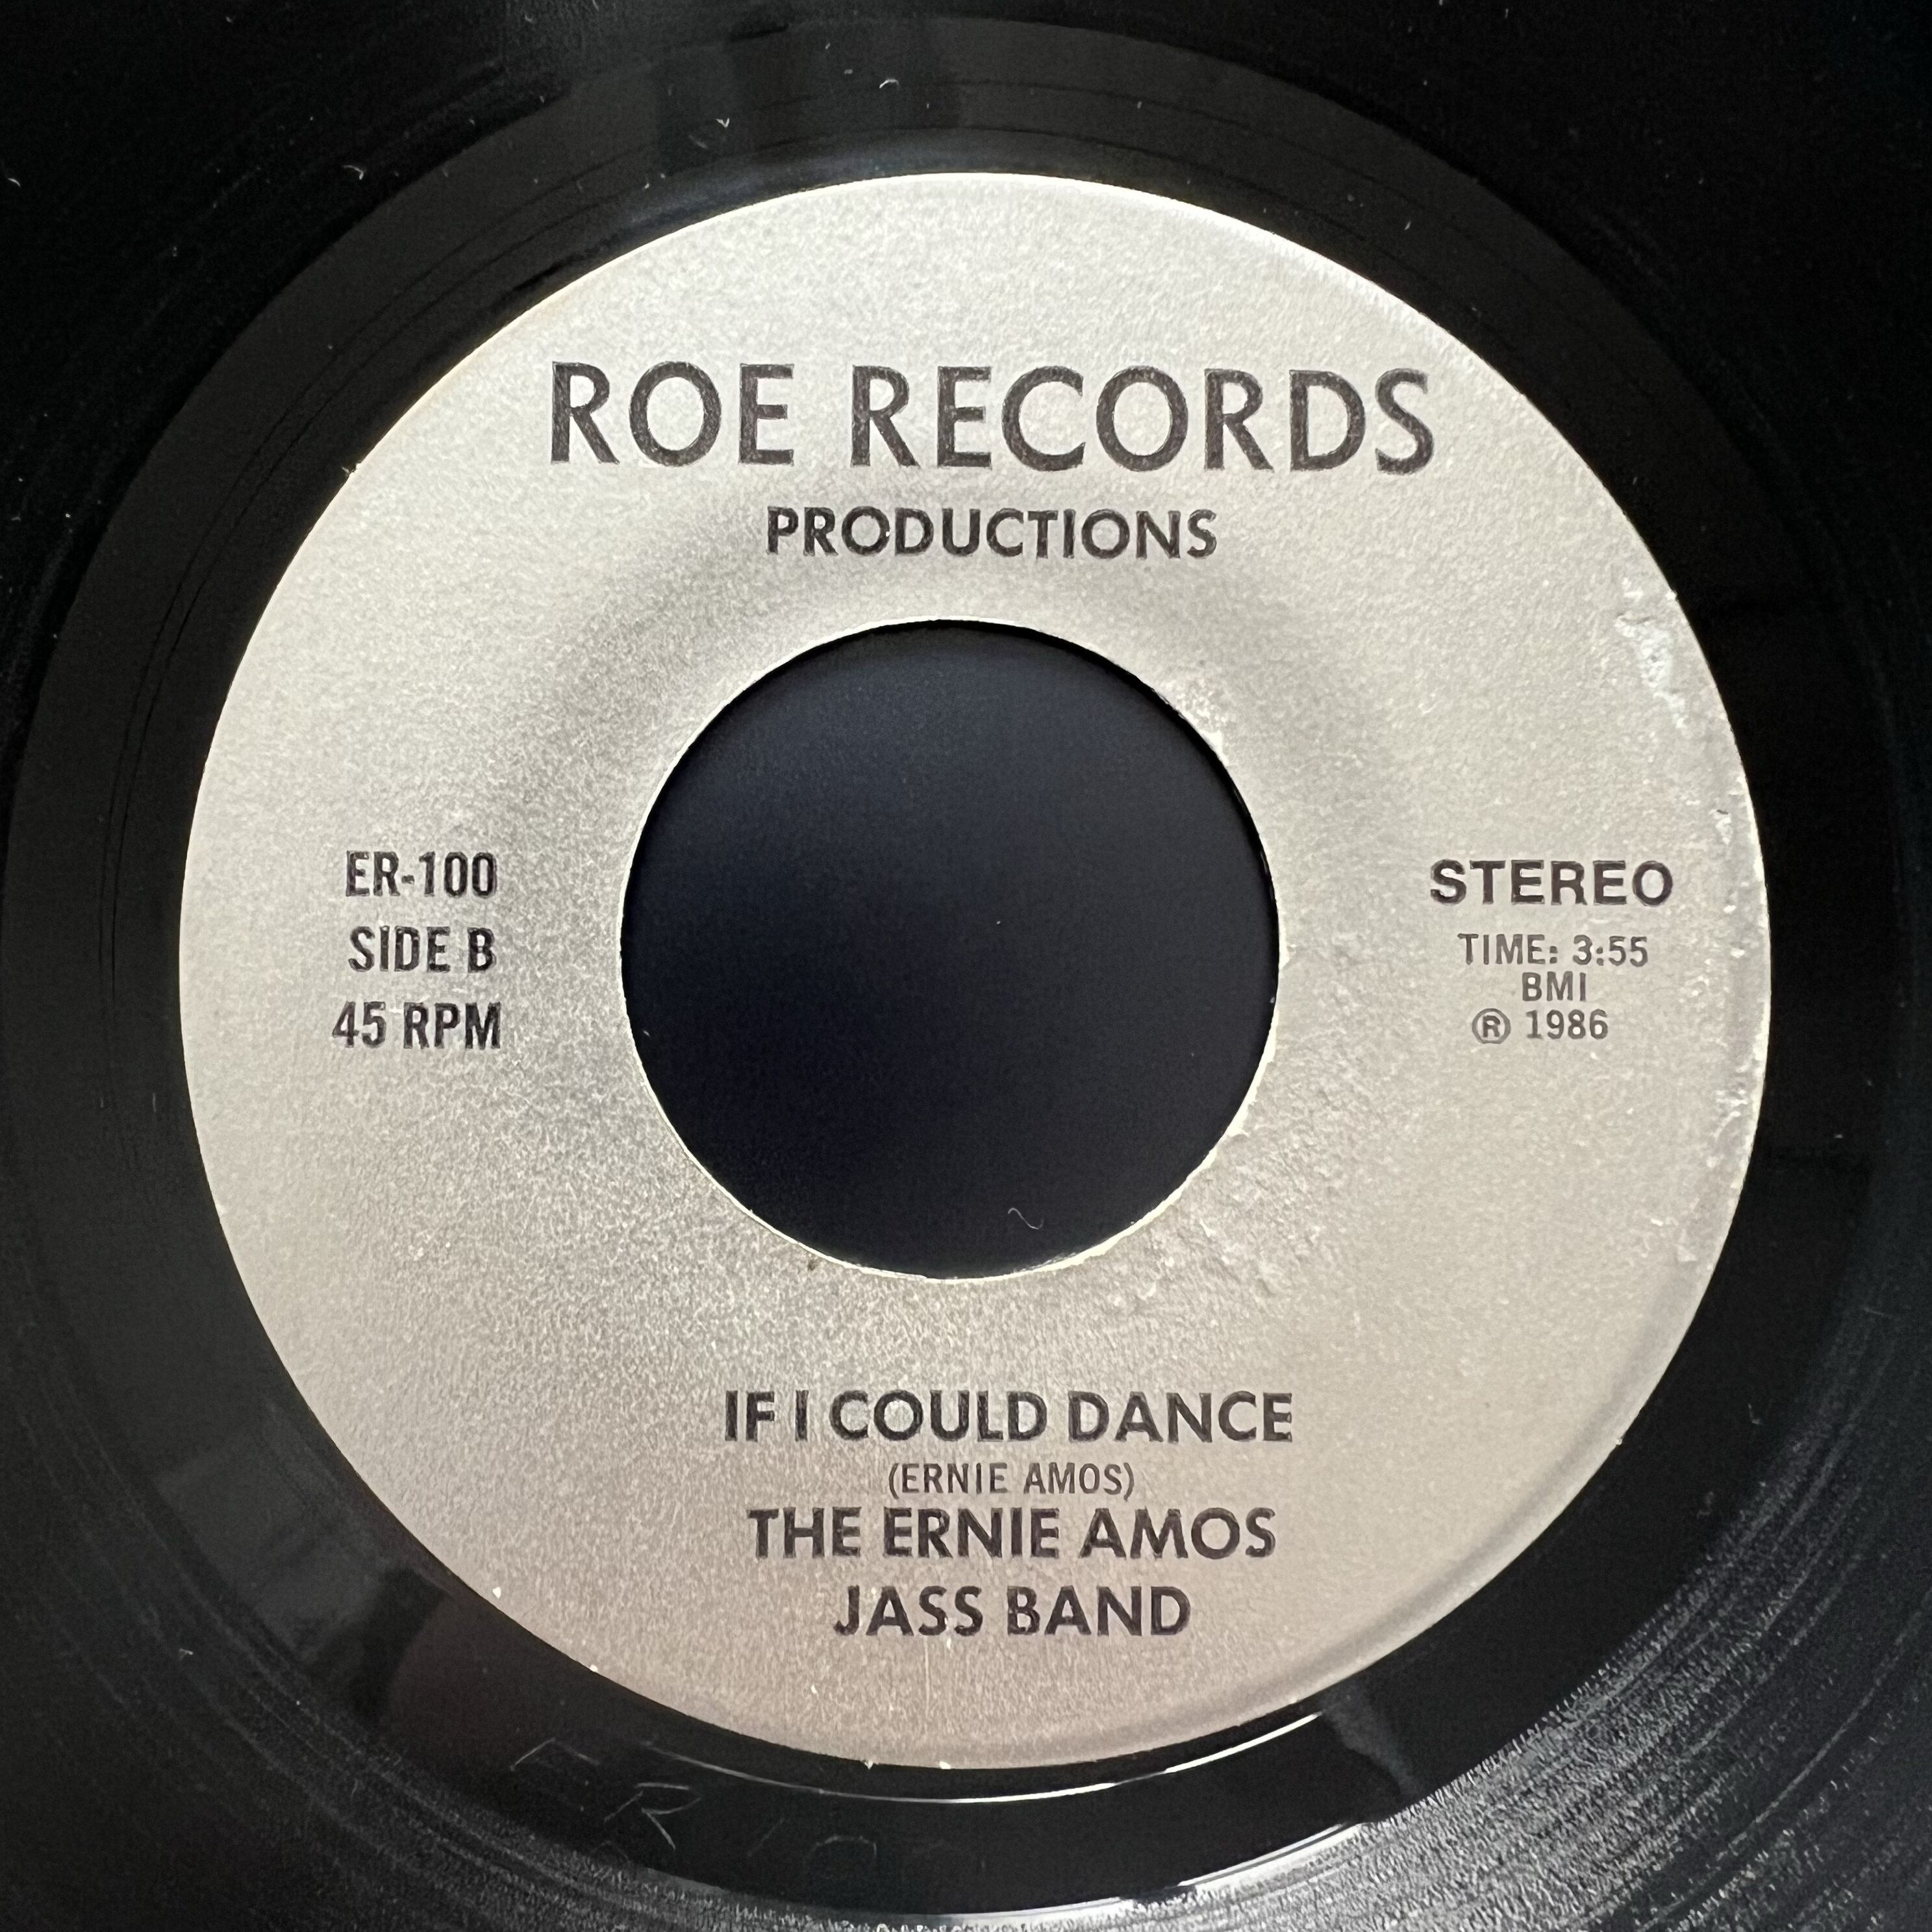 ROE RECORDS
PRODUCTIONS
ER-100
SIDE B
45 RPM
STEREO
TIME: 3:55
BMI
® 1986
IF I COULD DANCE
(ERNIE AMOS)
THE ERNIE AMOS
JASS BAND